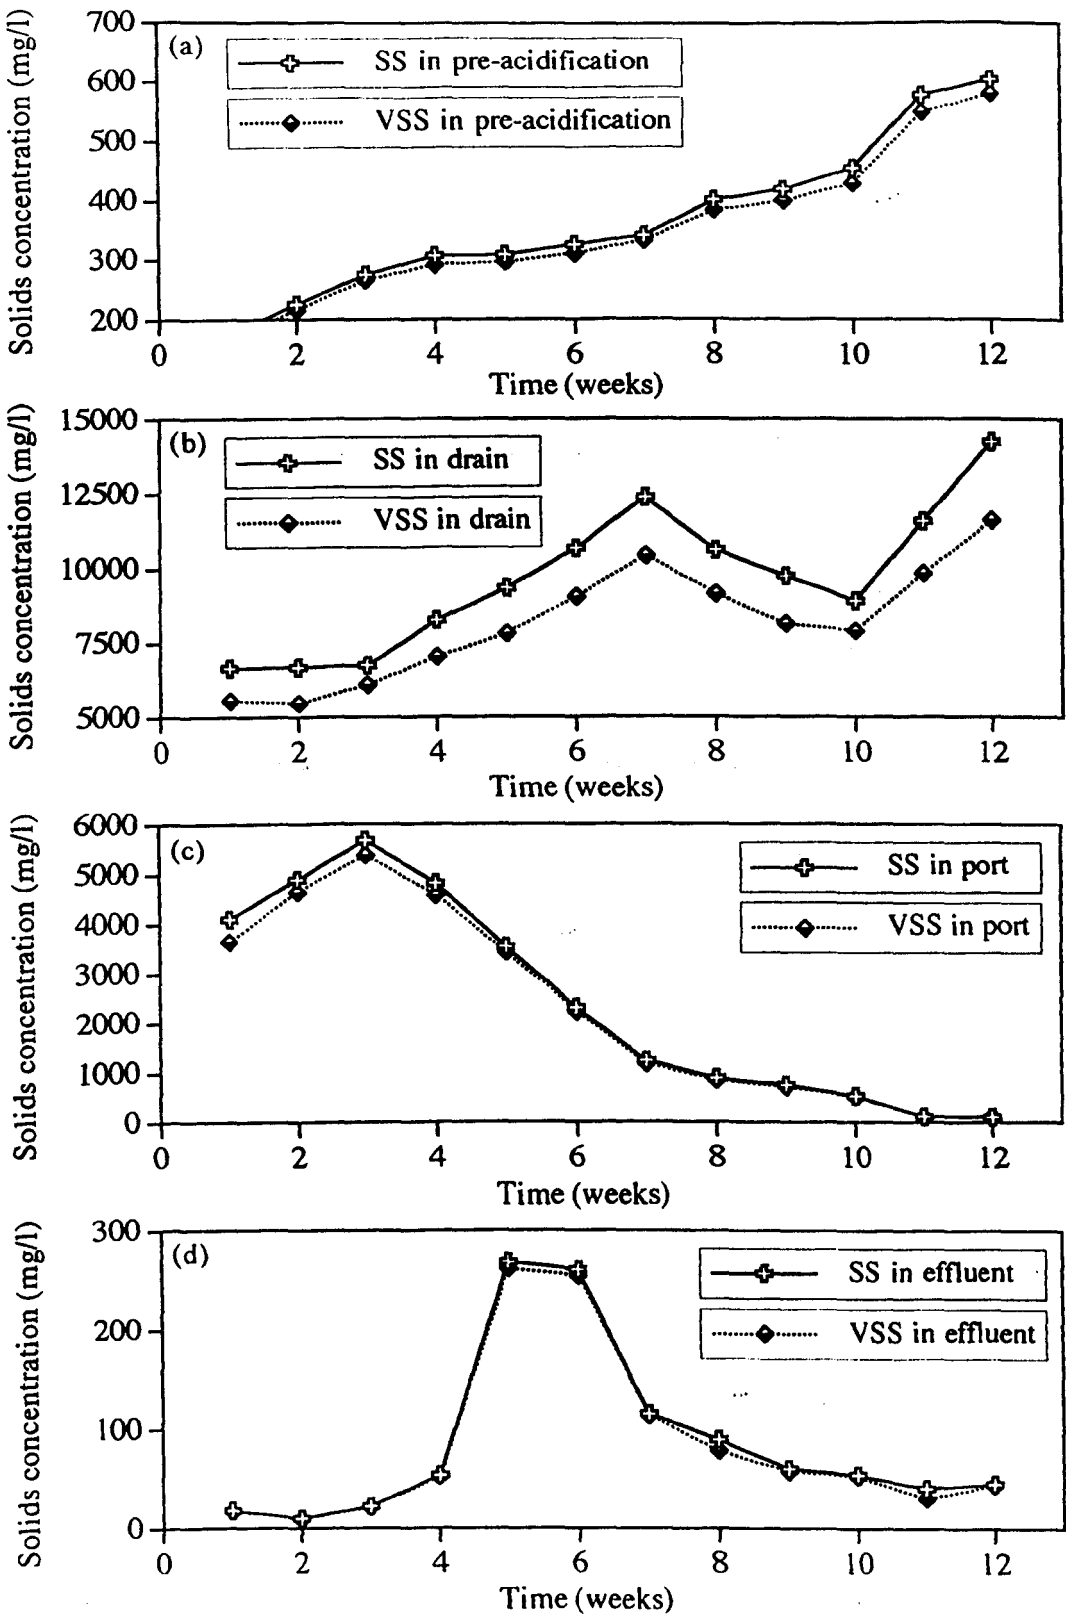 Solids concentration (mg/l)
700
600
500
400
300
200
(a)
SS in pre-acidification
VSS in pre-acidification
0 2 4 6 8 10 12
Time (weeks)
Solids concentration (mg/l)
15000
12500
10000
7500
5000
(b)
SS in drain
VSS in drain
0 2 4 6 8 10 12
Time (weeks)
Solids concentration (mg/l)
6000
5000
4000
3000
2000
1000
0
(c)
SS in port
VSS in port
0 2 4 6 8 10 12
Time (weeks)
Solids concentration (mg/l)
300
200
100
0
(d)
SS in effluent
VSS in effluent
0 2 4 6 8 10 12
Time (weeks)